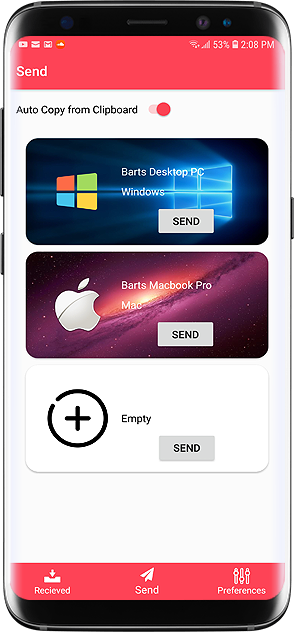 53% 2:08 PM
Send
Auto Copy from Clipboard
Barts Desktop PC
Windows
SEND
Barts Macbook Pro
Mac
SEND
Empty
SEND
Recieved Send Preferences